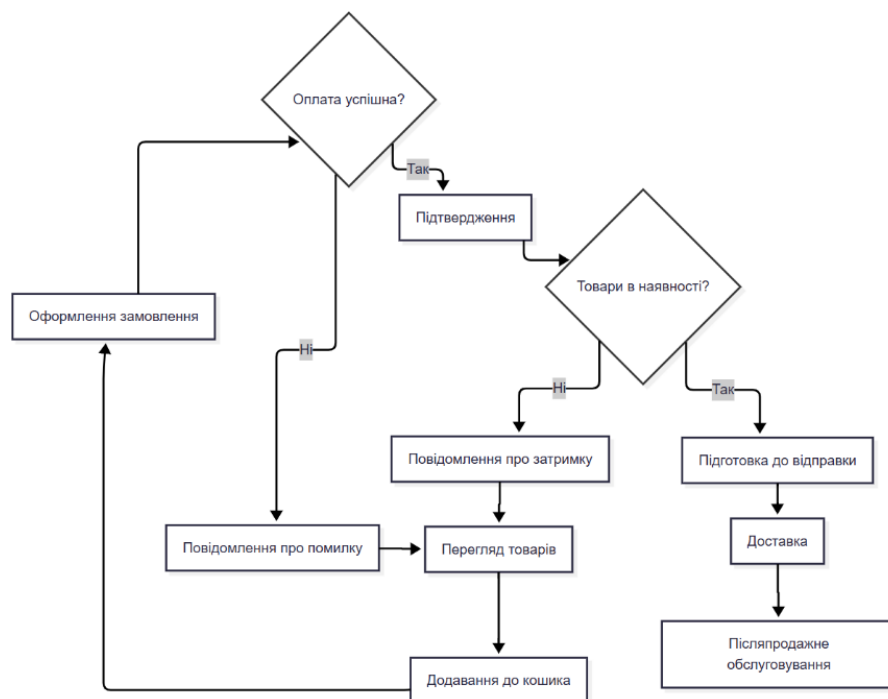 Оплата успішна?
Так
Підтвердження
Товари в наявності?
Оформлення замовлення
Ні
Ні
Так
Повідомлення про затримку
Підготовка до відправки
Повідомлення про помилку
Перегляд товарів
Доставка
Додавання до кошика
Післяпродажне
обслуговування